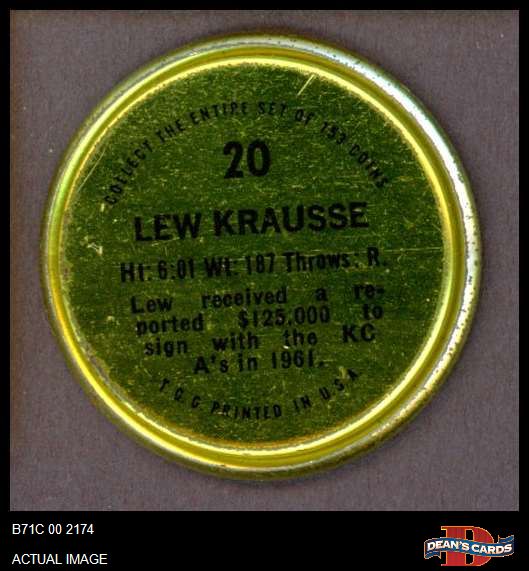 COLLECT THE ENTIRE SET OF 153 COINS
20
LEW KRAUSSE
Ht: 6:01 Wt: 187 Throws: R.
Lew received a re-
ported $125,000 to
sign with the KC
A's in 1961.
T.C.G. PRINTED IN U.S.A.
B71C 00 2174
ACTUAL IMAGE
DEAN'S CARDS